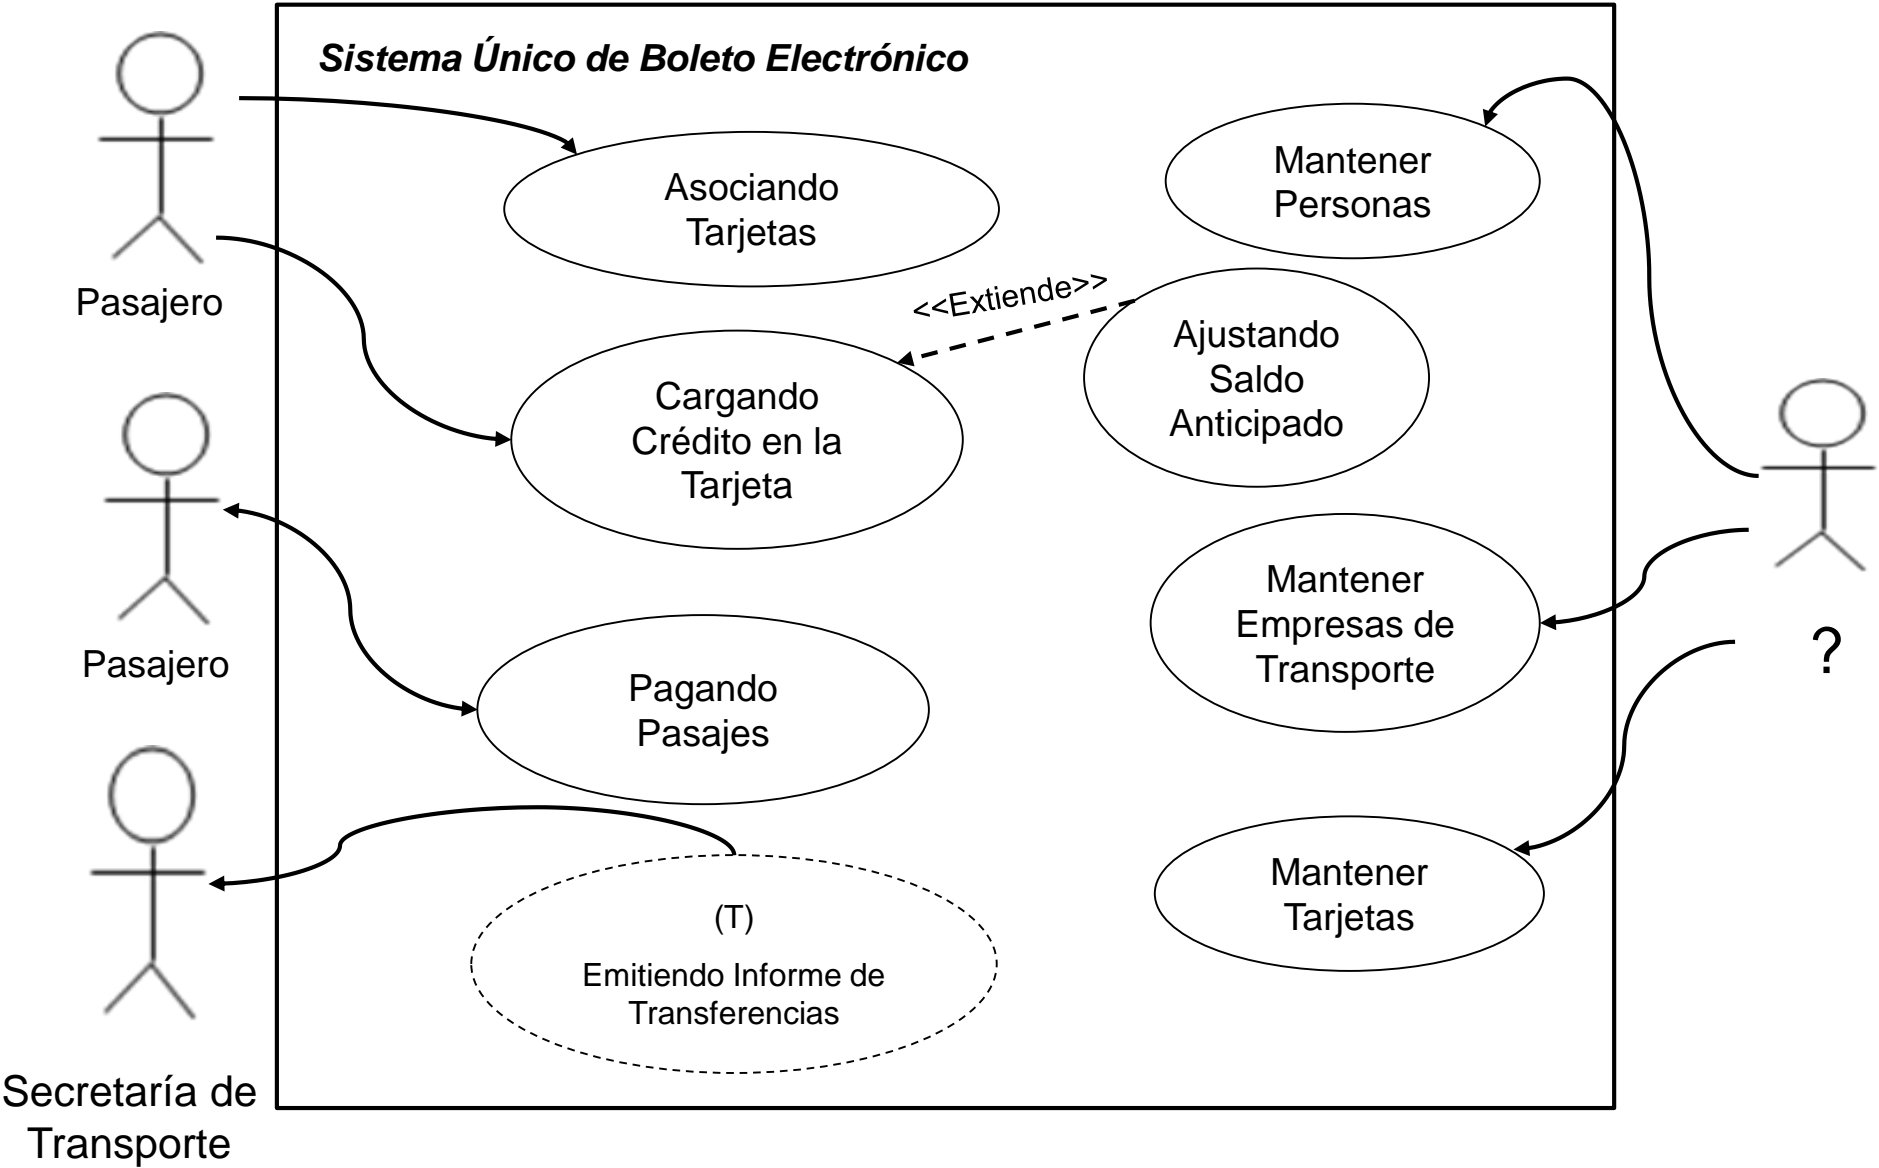 Sistema Único de Boleto Electrónico
Pasajero
Asociando
Tarjetas
Mantener
Personas
<<Extiende>>
Cargando
Crédito en la
Tarjeta
Ajustando
Saldo
Anticipado
Pasajero
Pagando
Pasajes
Mantener
Empresas de
Transporte
?
Secretaría de
Transporte
(T)
Emitiendo Informe de
Transferencias
Mantener
Tarjetas